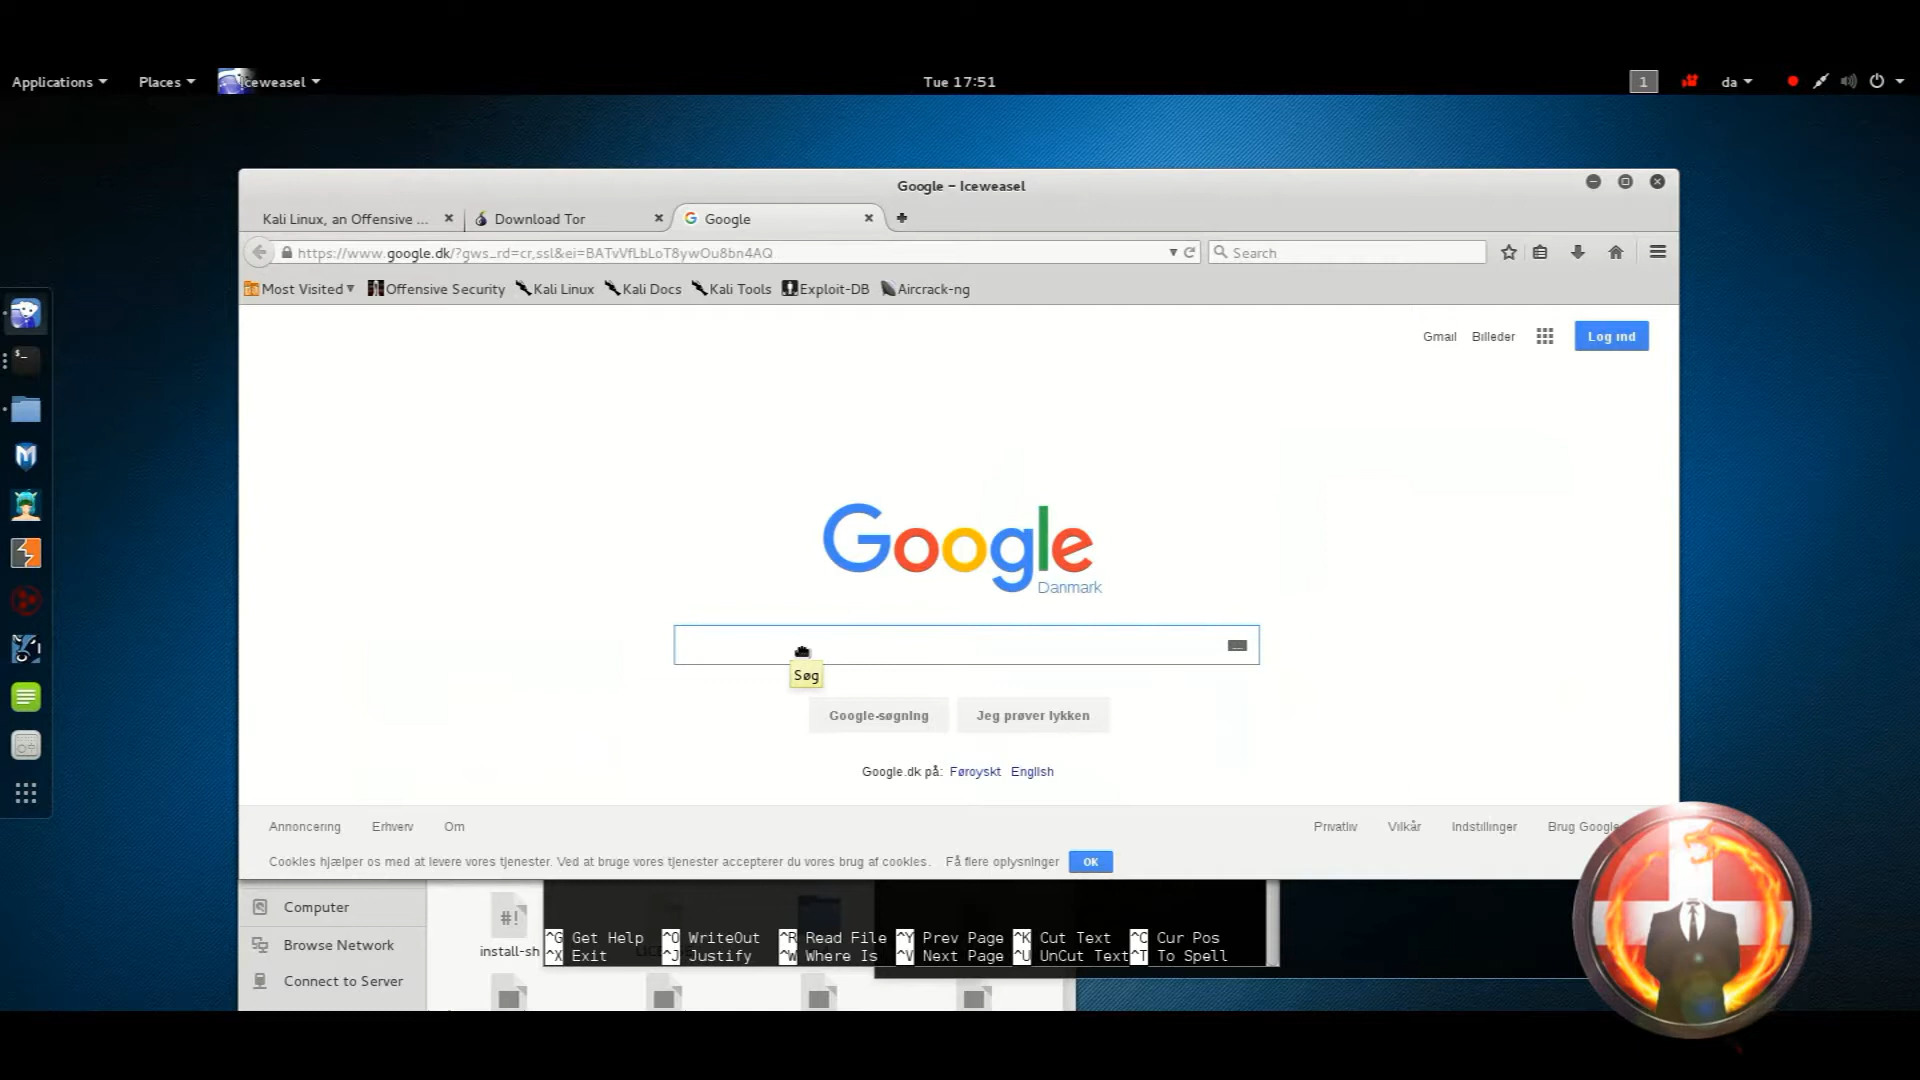 Applications Places Iceweasel Tue 17:51 1 da
Google - Iceweasel
Kali Linux, an Offensive ... Download Tor Google
https://www.google.dk/?gws_rd=cr,ssl&ei=BATvVfLbLoT8ywOu8bn4AQ Search
Most Visited Offensive Security Kali Linux Kali Docs Kali Tools Exploit-DB Aircrack-ng
Gmail Billeder Log ind
Google
Danmark
Søg
Google-søgning Jeg prøver lykken
Google.dk på: Føroyskt English
Annoncering Erhverv Om Privatliv Vilkår Indstillinger Brug Google
Cookies hjælper os med at levere vores tjenester. Ved at bruge vores tjenester accepterer du vores brug af cookies. Få flere oplysninger OK
Computer
#!
^G Get Help ^O WriteOut ^R Read File ^Y Prev Page ^K Cut Text ^C Cur Pos
Browse Network install-sh ^X Exit ^J Justify ^W Where Is ^V Next Page ^U UnCut Text ^T To Spell
Connect to Server